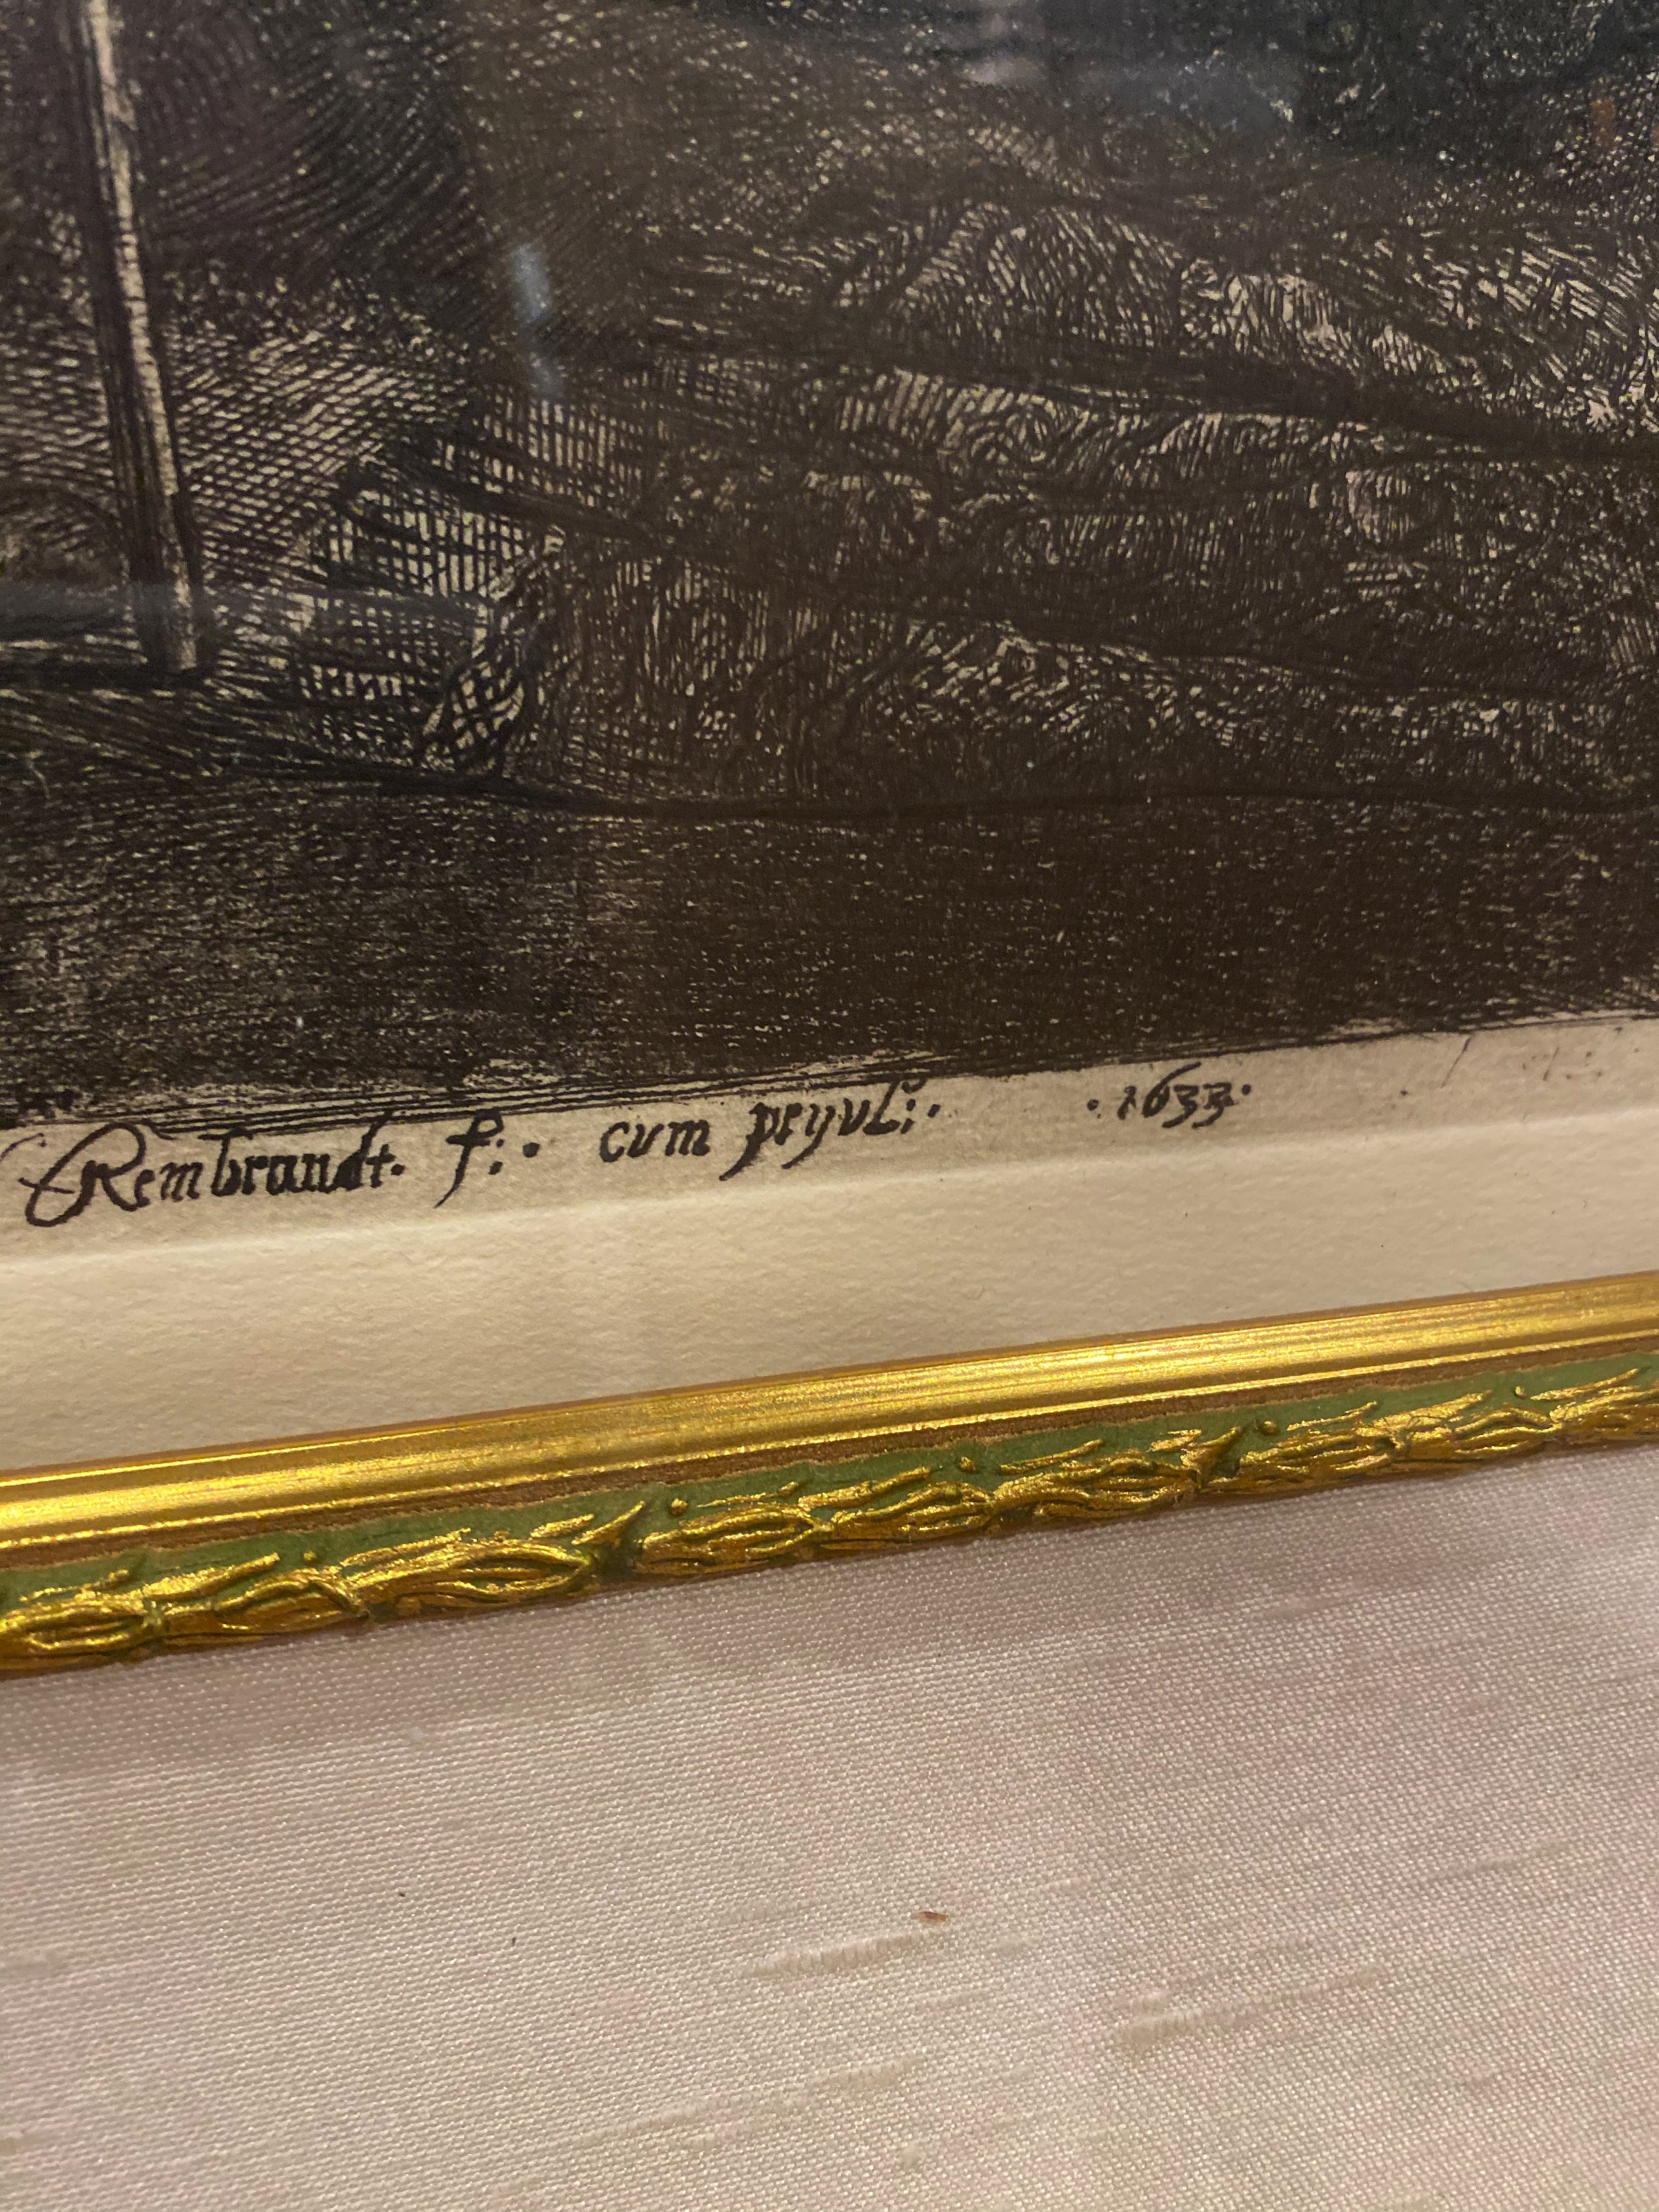 Rembrandt. f:. cum pryvl:. ·1633·